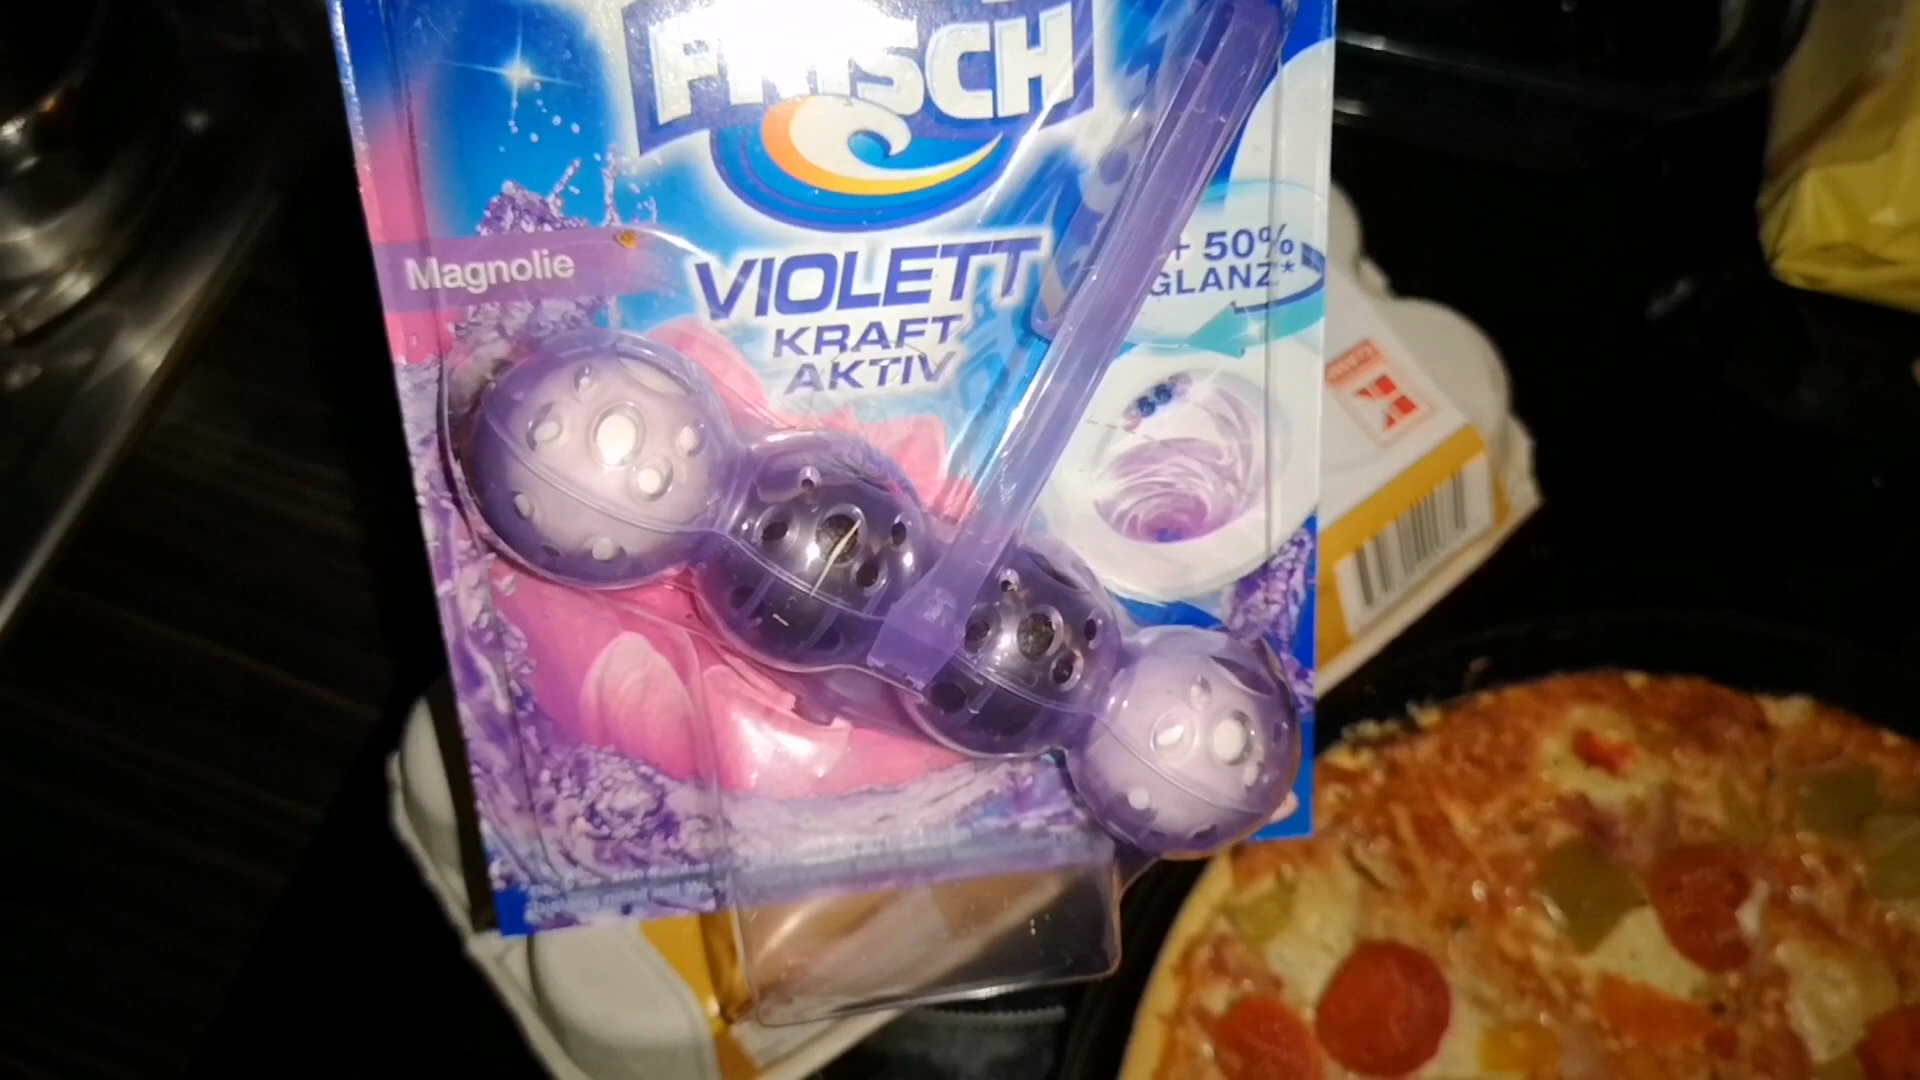 FRISCH
Magnolie
VIOLETT
KRAFT
AKTIV
+ 50%
GLANZ*